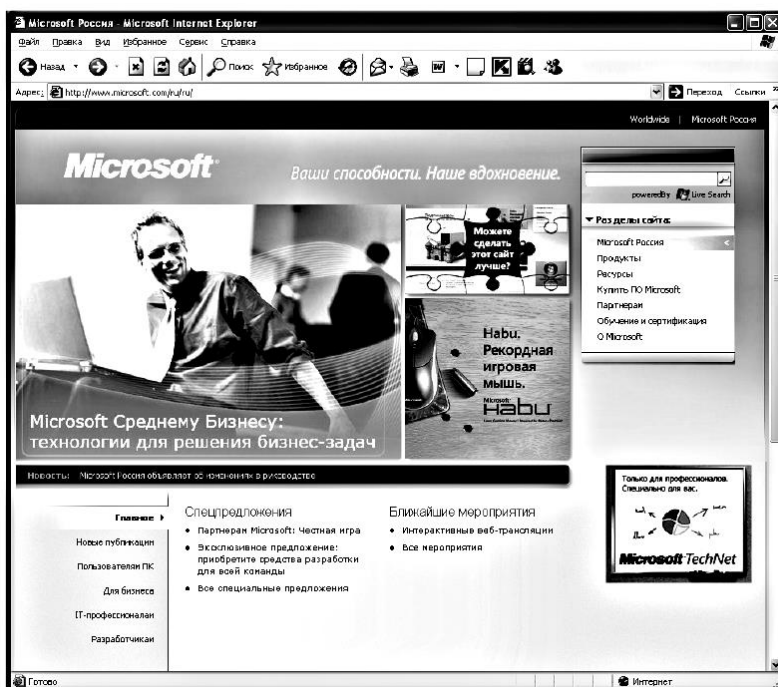 Microsoft Россия - Microsoft Internet Explorer
Файл Правка Вид Избранное Сервис Справка
Назад Поиск Избранное
Адрес: http://www.microsoft.com/ru/ru/ Переход Ссылки »
Worldwide | Microsoft Россия
Microsoft
Ваши способности. Наше вдохновение.
poweredBy Live Search
Разделы сайта:
Microsoft Россия
Продукты
Ресурсы
Купить ПО Microsoft
Партнерам
Обучение и сертификация
О Microsoft
Можете
сделать
этот сайт
лучше?
Habu.
Рекордная
игровая
мышь.
Microsoft
Habu
Microsoft Среднему Бизнесу:
технологии для решения бизнес-задач
Новость: Microsoft Россия объявляет об изменениях в руководстве
Главное
Новые публикации
Пользователям ПК
Для бизнеса
IT-профессионалам
Разработчикам
Спецпредложения
• Партнерам Microsoft: Честная игра
• Эксклюзивное предложение:
приобретите средства разработки
для всей команды
• Все специальные предложения
Ближайшие мероприятия
• Интерактивные веб-трансляции
• Все мероприятия
Только для профессионалов.
Специально для вас.
Microsoft TechNet
Готово
Интернет